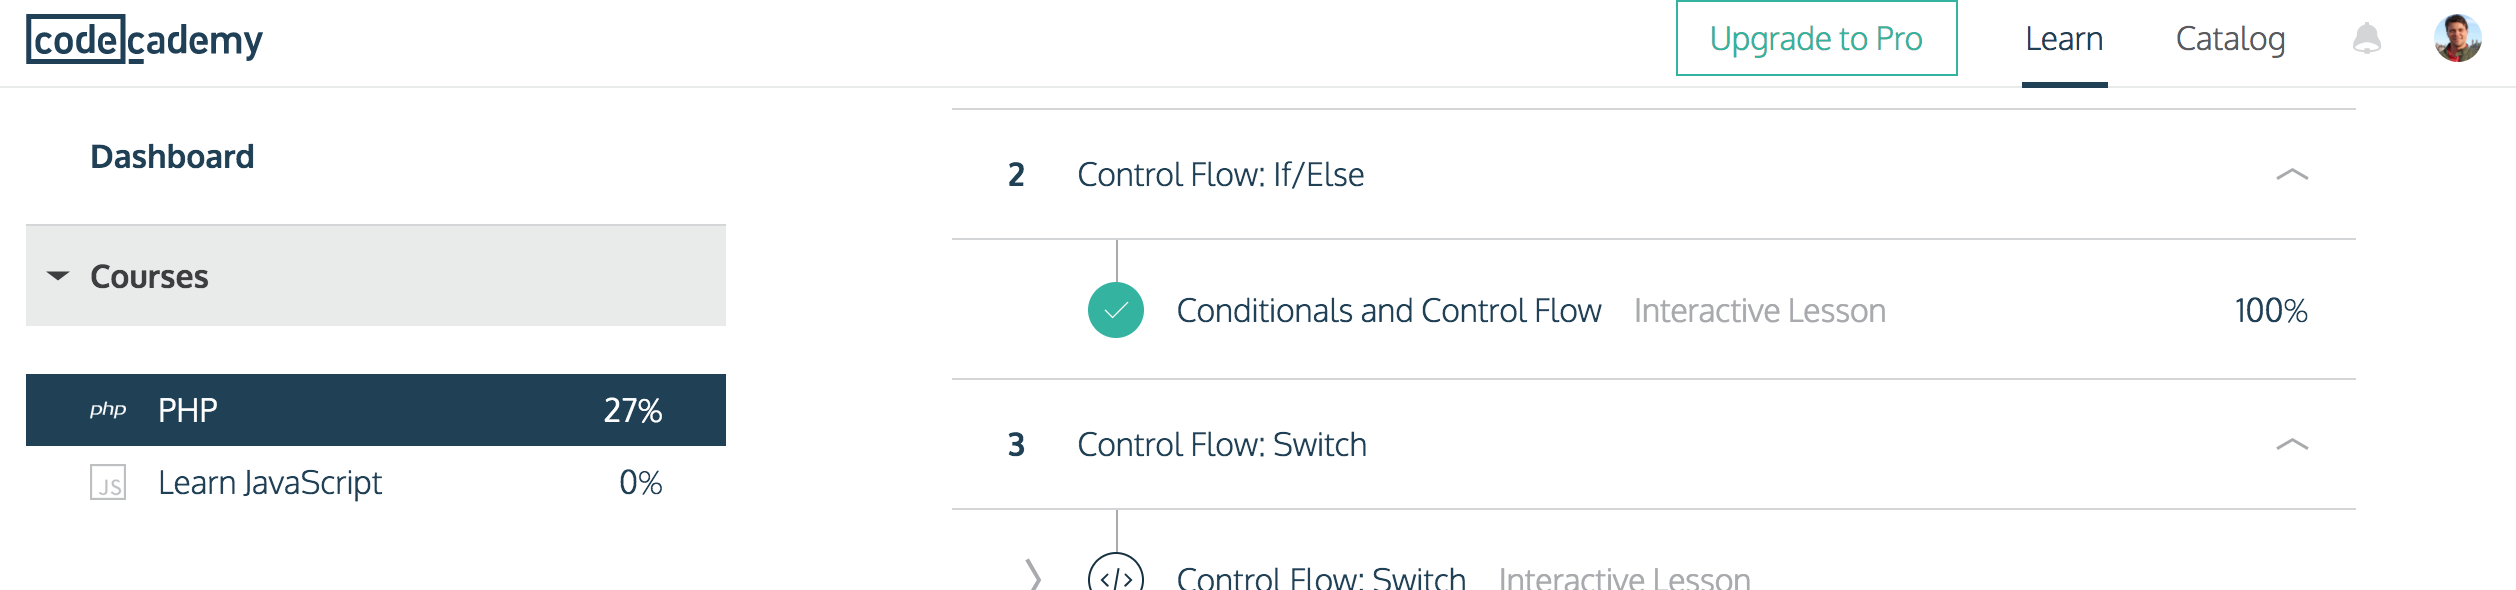 codecademy
Upgrade to Pro
Learn
Catalog
Dashboard
Courses
php PHP 27%
JS Learn JavaScript 0%
2 Control Flow: If/Else
Conditionals and Control Flow Interactive Lesson 100%
3 Control Flow: Switch
</> Control Flow: Switch Interactive Lesson